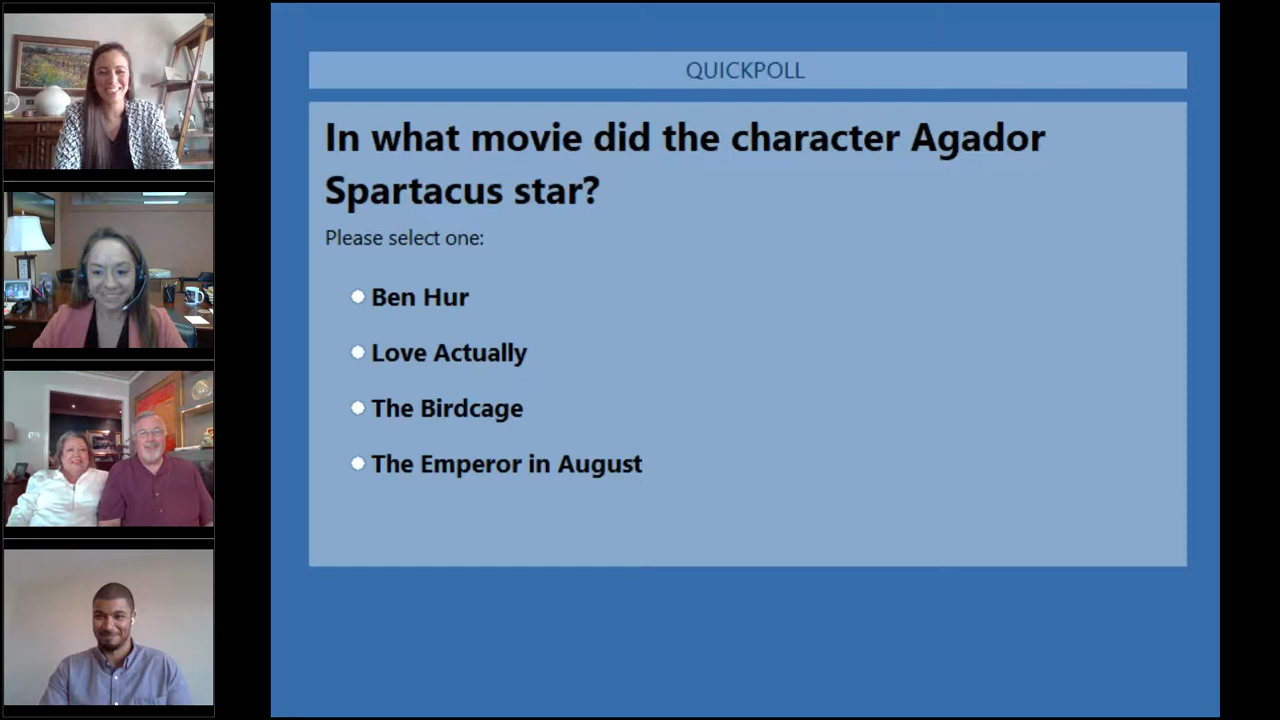 QUICKPOLL
In what movie did the character Agador
Spartacus star?
Please select one:
Ben Hur
Love Actually
The Birdcage
The Emperor in August